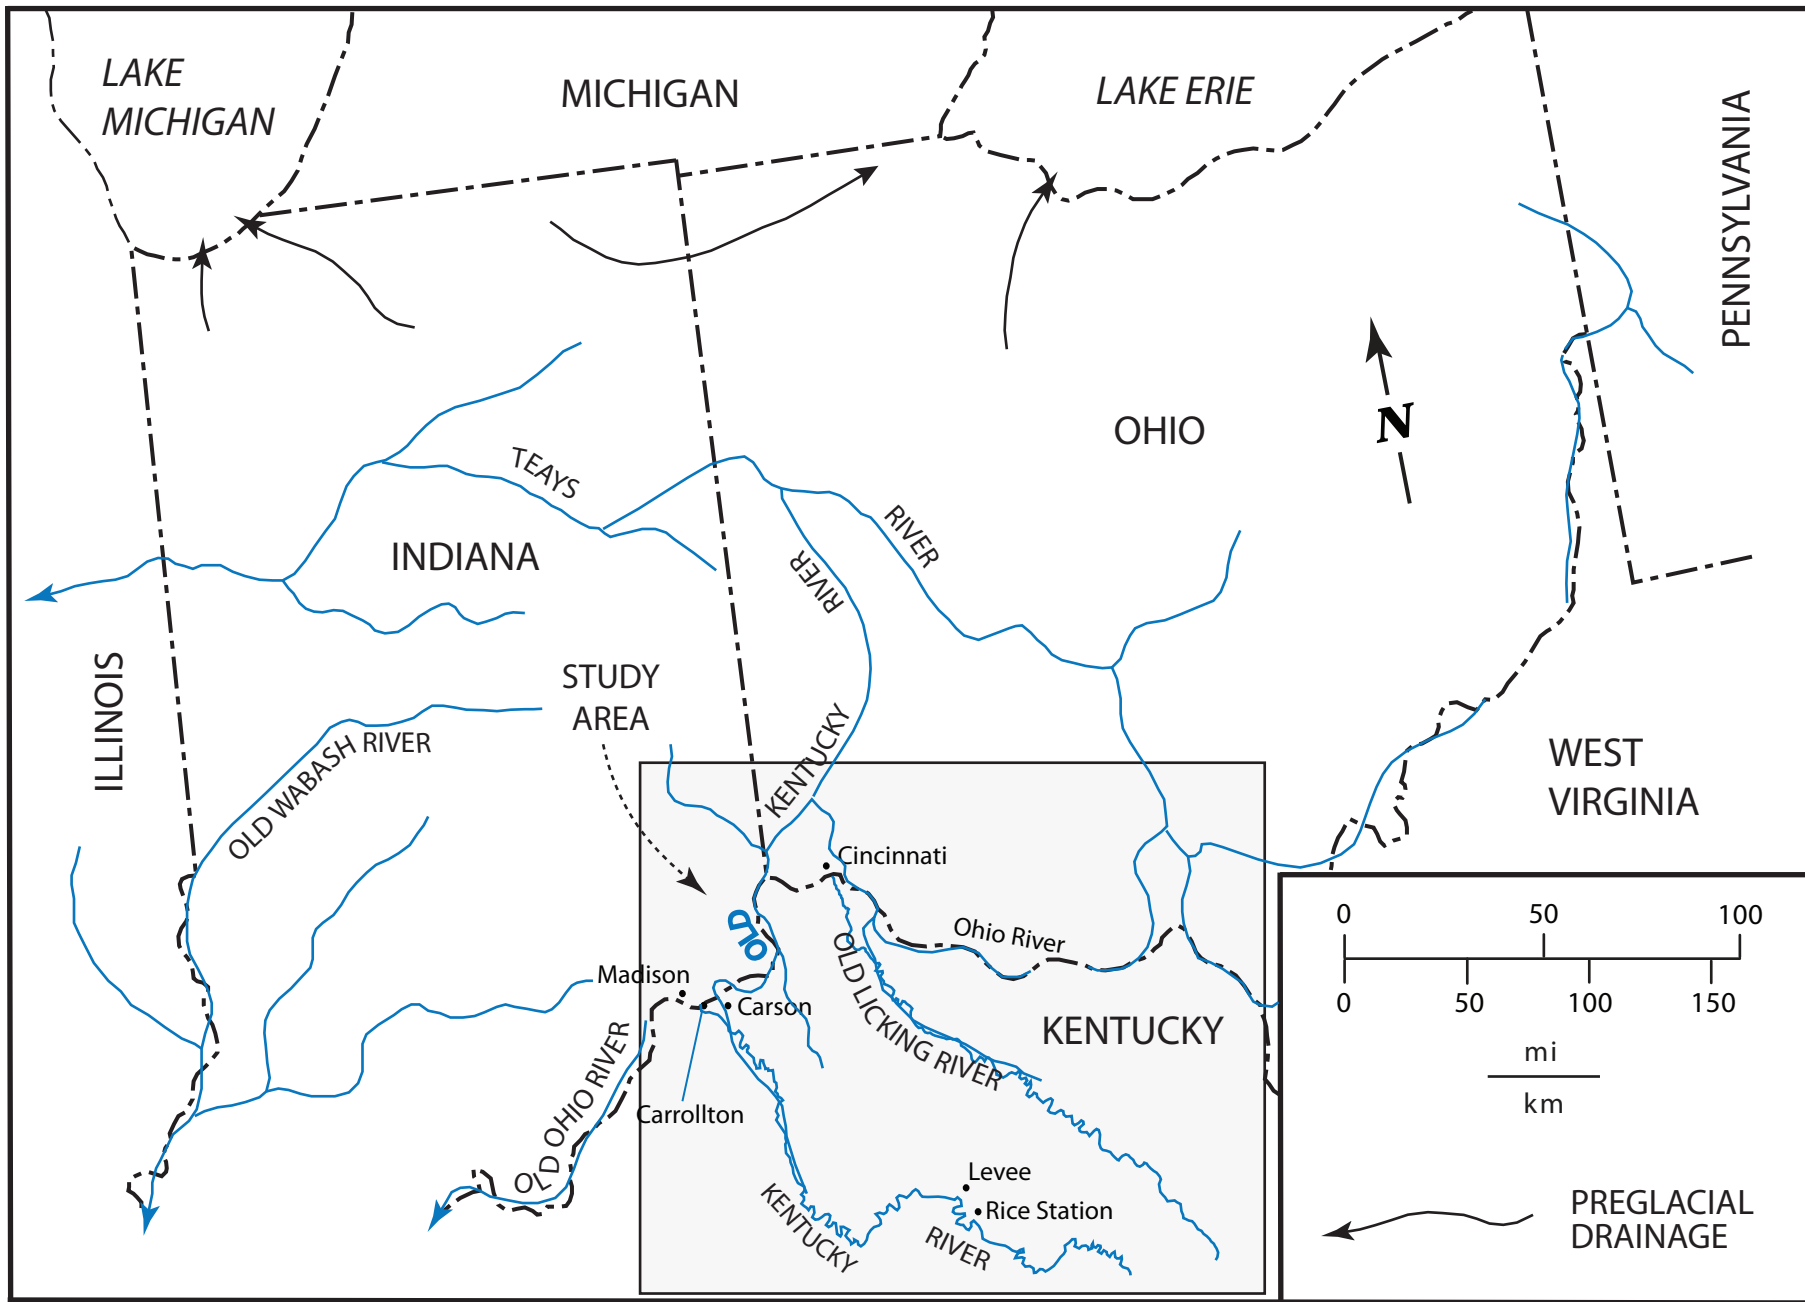 LAKE
MICHIGAN
MICHIGAN
LAKE ERIE
PENNSYLVANIA
N
OHIO
TEAYS
RIVER
INDIANA
RIVER
KENTUCKY
OLD
ILLINOIS
OLD WABASH RIVER
STUDY
AREA
WEST
VIRGINIA
Cincinnati
Ohio River
OLD LICKING RIVER
Madison
Carson
Carrollton
KENTUCKY
OLD OHIO RIVER
KENTUCKY
RIVER
Levee
Rice Station
0 50 100
0 50 100 150
mi
km
PREGLACIAL
DRAINAGE